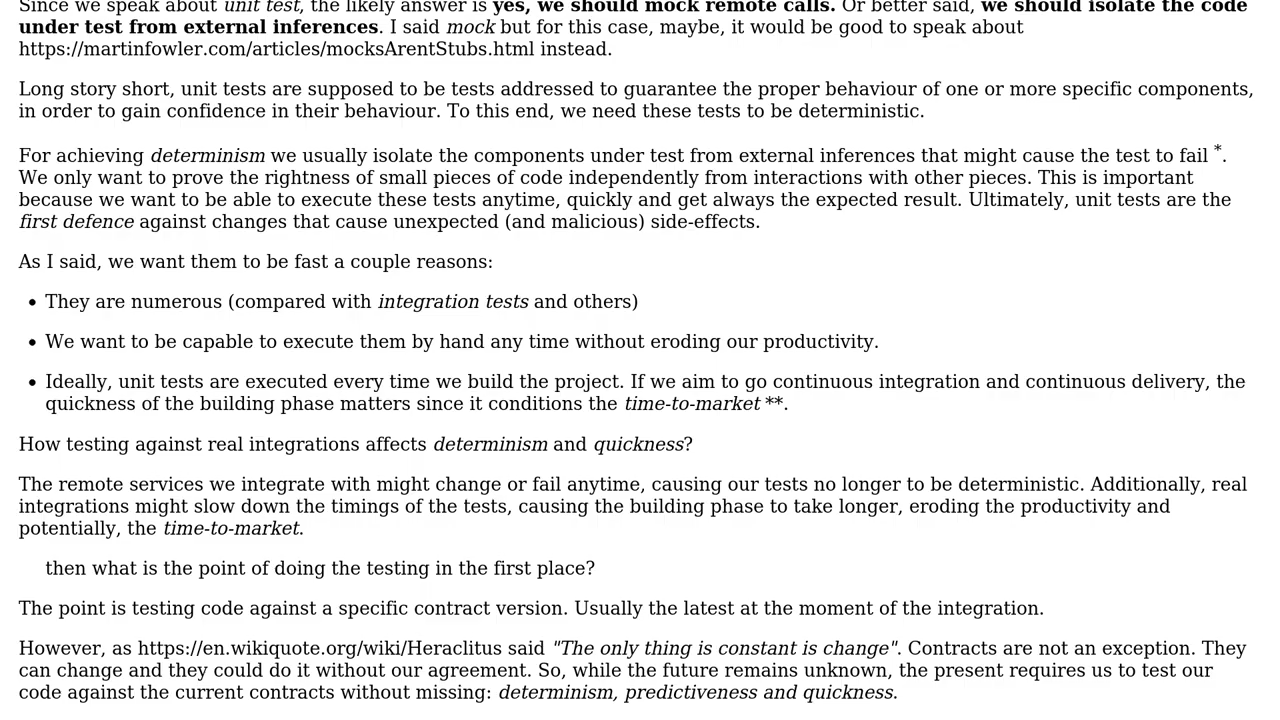 Since we speak about unit test, the likely answer is yes, we should mock remote calls. Or better said, we should isolate the code
under test from external inferences. I said mock but for this case, maybe, it would be good to speak about
https://martinfowler.com/articles/mocksArentStubs.html instead.
Long story short, unit tests are supposed to be tests addressed to guarantee the proper behaviour of one or more specific components,
in order to gain confidence in their behaviour. To this end, we need these tests to be deterministic.
For achieving determinism we usually isolate the components under test from external inferences that might cause the test to fail *.
We only want to prove the rightness of small pieces of code independently from interactions with other pieces. This is important
because we want to be able to execute these tests anytime, quickly and get always the expected result. Ultimately, unit tests are the
first defence against changes that cause unexpected (and malicious) side-effects.
As I said, we want them to be fast a couple reasons:
• They are numerous (compared with integration tests and others)
• We want to be capable to execute them by hand any time without eroding our productivity.
• Ideally, unit tests are executed every time we build the project. If we aim to go continuous integration and continuous delivery, the
quickness of the building phase matters since it conditions the time-to-market **.
How testing against real integrations affects determinism and quickness?
The remote services we integrate with might change or fail anytime, causing our tests no longer to be deterministic. Additionally, real
integrations might slow down the timings of the tests, causing the building phase to take longer, eroding the productivity and
potentially, the time-to-market.
then what is the point of doing the testing in the first place?
The point is testing code against a specific contract version. Usually the latest at the moment of the integration.
However, as https://en.wikiquote.org/wiki/Heraclitus said "The only thing is constant is change". Contracts are not an exception. They
can change and they could do it without our agreement. So, while the future remains unknown, the present requires us to test our
code against the current contracts without missing: determinism, predictiveness and quickness.